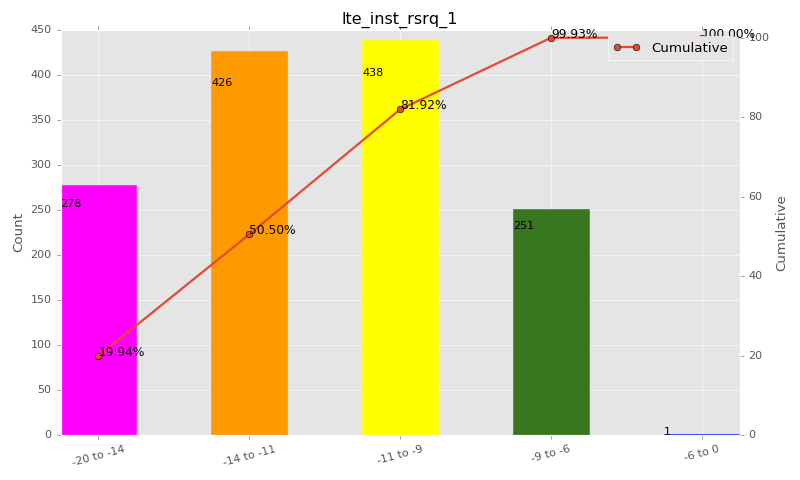 lte_inst_rsrq_1
450
400
350
300
250
200
150
100
50
0
Count
278
426
438
251
1
19.94%
50.50%
81.92%
99.93%
100.00%
Cumulative
100
80
60
40
20
0
Cumulative
-20 to -14
-14 to -11
-11 to -9
-9 to -6
-6 to 0